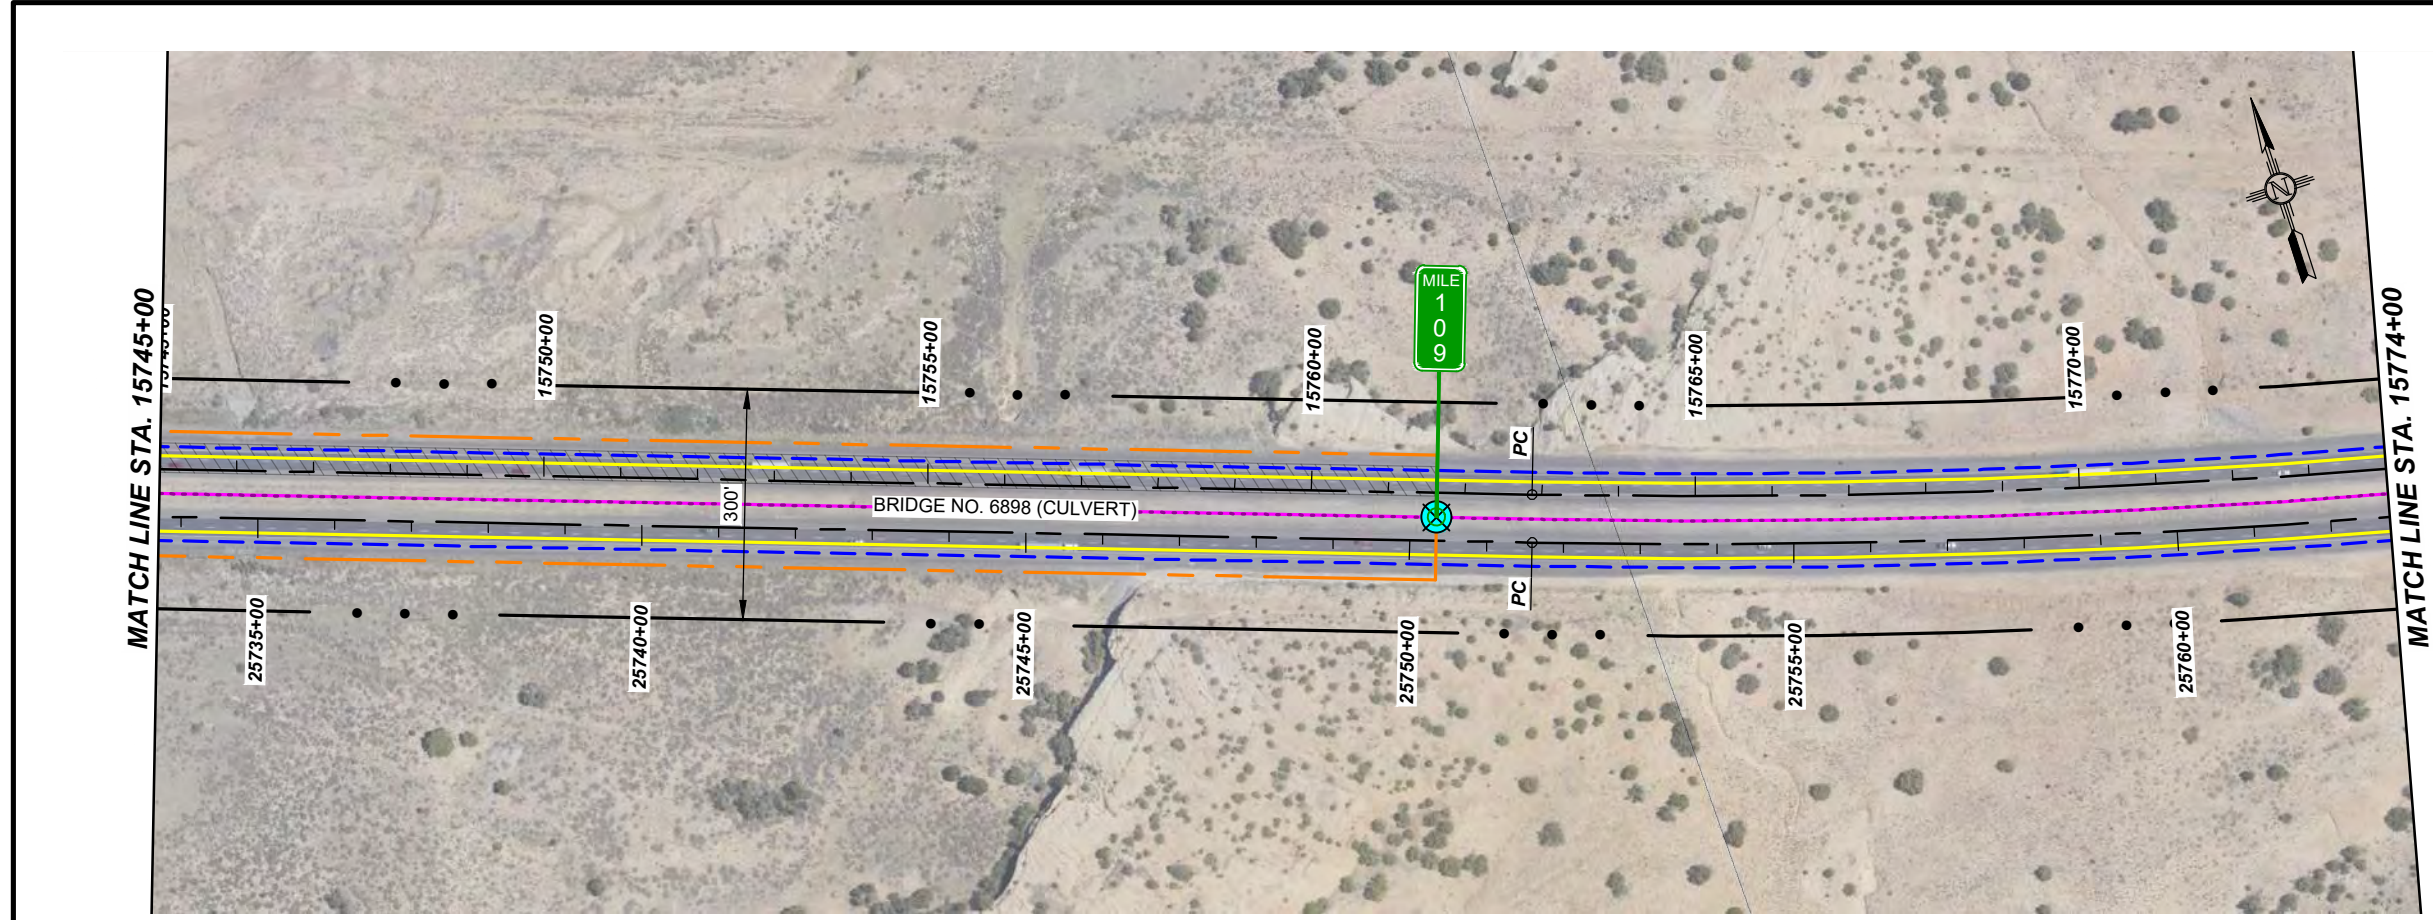 MATCH LINE STA. 15745+00
15745+00
15750+00
15755+00
15760+00
MILE
1
0
9
15765+00
15770+00
MATCH LINE STA. 15774+00
N
PC
300'
BRIDGE NO. 6898 (CULVERT)
PC
25735+00
25740+00
25745+00
25750+00
25755+00
25760+00